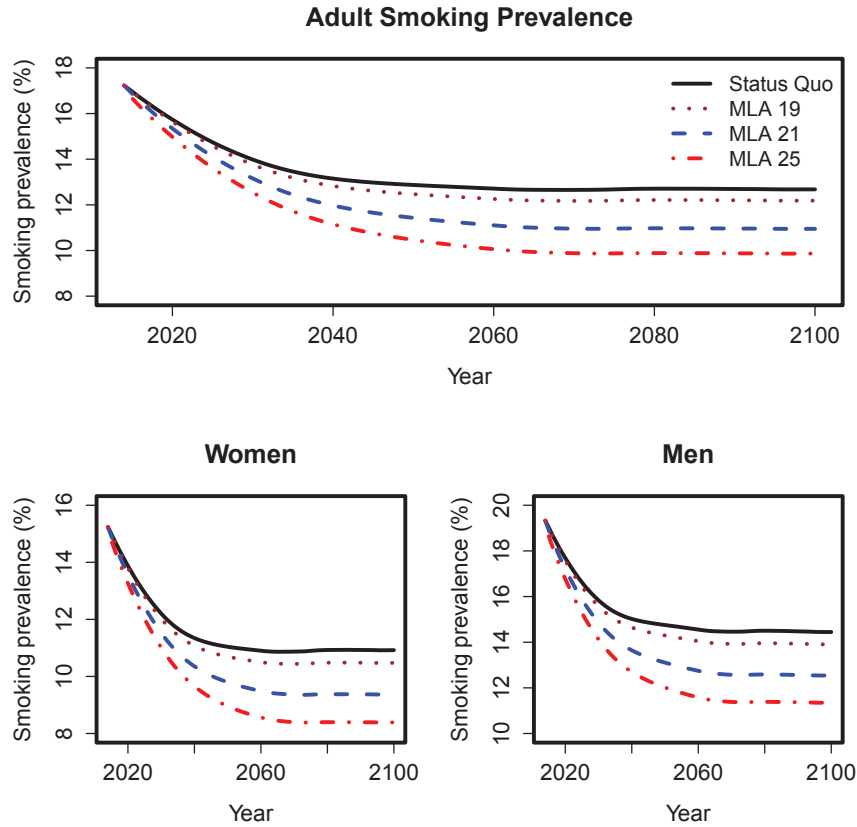 Adult Smoking Prevalence
Smoking prevalence (%)
18
16
14
12
10
8
Status Quo
MLA 19
MLA 21
MLA 25
2020 2040 2060 2080 2100
Year
Women
Smoking prevalence (%)
16
14
12
10
8
2020 2060 2100
Year
Men
Smoking prevalence (%)
20
18
16
14
12
10
2020 2060 2100
Year